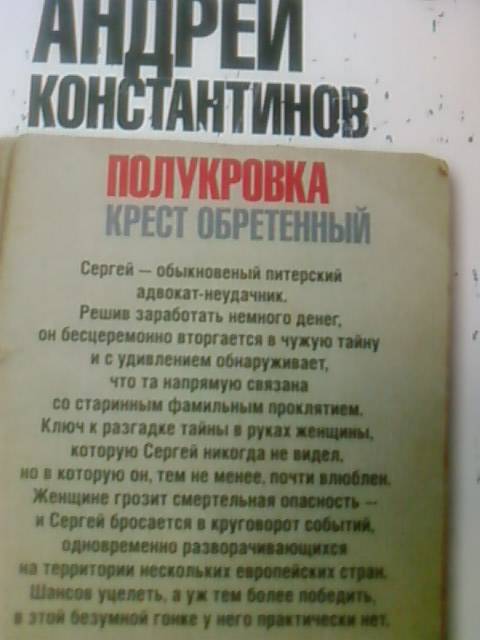 АНДРЕЙ
КОНСТАНТИНОВ
ПОЛУКРОВКА
КРЕСТ ОБРЕТЕННЫЙ
Сергей — обыкновеный питерский
адвокат-неудачник.
Решив заработать немного денег,
он бесцеремонно вторгается в чужую тайну
и с удивлением обнаруживает,
что та напрямую связана
со старинным фамильным проклятием.
Ключ к разгадке тайны в руках женщины,
которую Сергей никогда не видел,
но в которую он, тем не менее, почти влюблен.
Женщине грозит смертельная опасность —
и Сергей бросается в круговорот событий,
одновременно разворачивающихся
на территории нескольких европейских стран.
Шансов уцелеть, а уж тем более победить,
в этой безумной гонке у него практически нет.